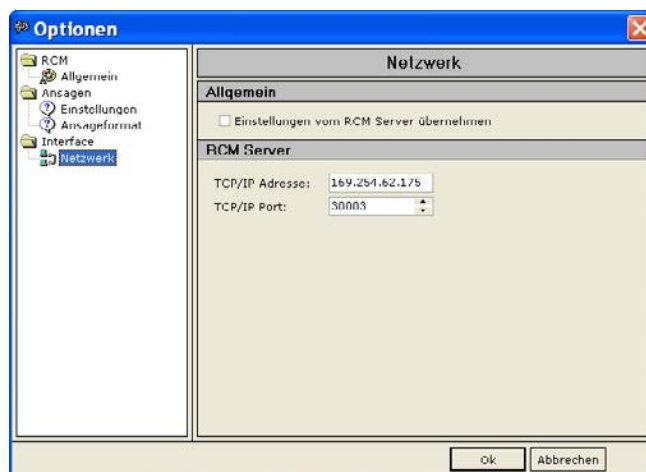 Optionen
RCM
Allgemein
Ansagen
Einstellungen
Ansageformat
Interface
Netzwerk
Netzwerk
Allgemein
Einstellungen vom RCM Server übernehmen
RCM Server
TCP/IP Adresse: 169.254.62.175
TCP/IP Port: 30003
Ok Abbrechen